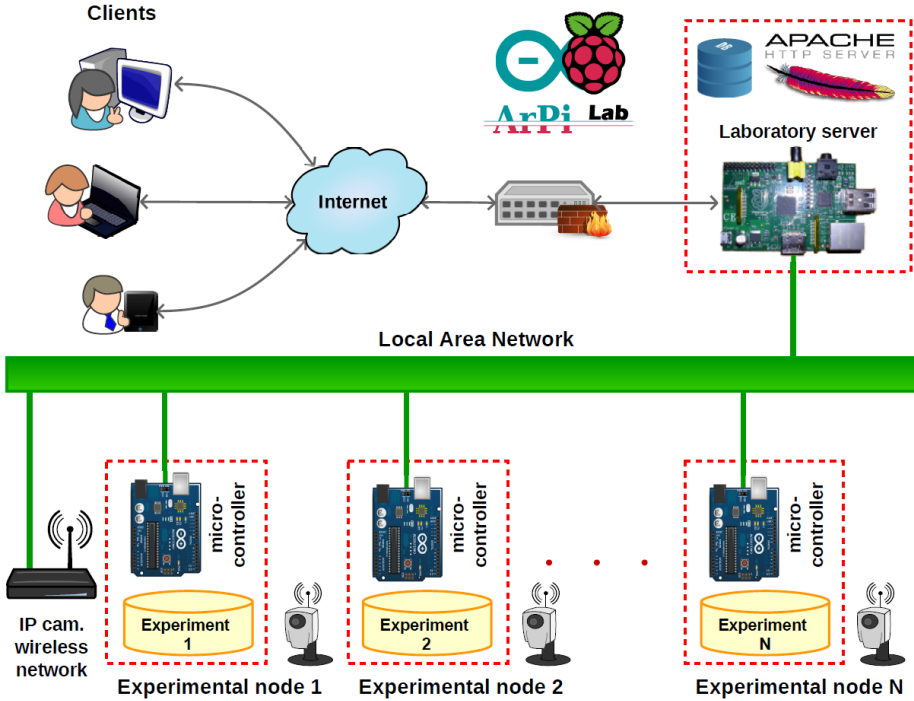 Clients
DB
APACHE
HTTP SERVER
ArPi Lab
Laboratory server
Internet
Local Area Network
micro-
controller
micro-
controller
micro-
controller
Experiment
1
Experiment
2
Experiment
N
IP cam.
wireless
network
Experimental node 1
Experimental node 2
Experimental node N